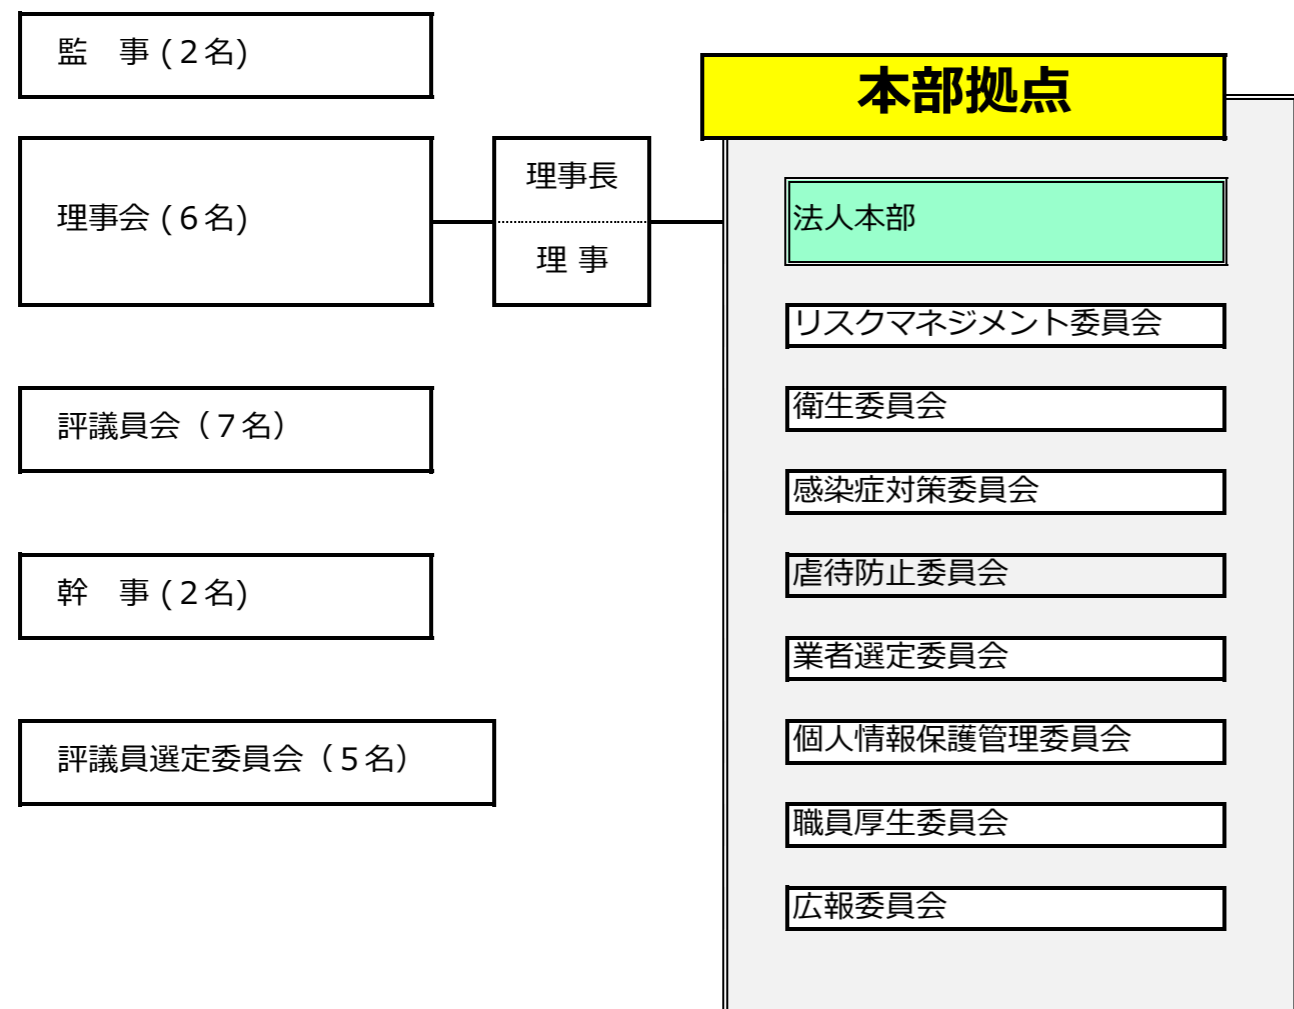 監　事 (２名)
理事会 (６名)
理事長
理 事
評議員会（７名）
幹　事 (２名)
評議員選定委員会（５名）
本部拠点
法人本部
リスクマネジメント委員会
衛生委員会
感染症対策委員会
虐待防止委員会
業者選定委員会
個人情報保護管理委員会
職員厚生委員会
広報委員会